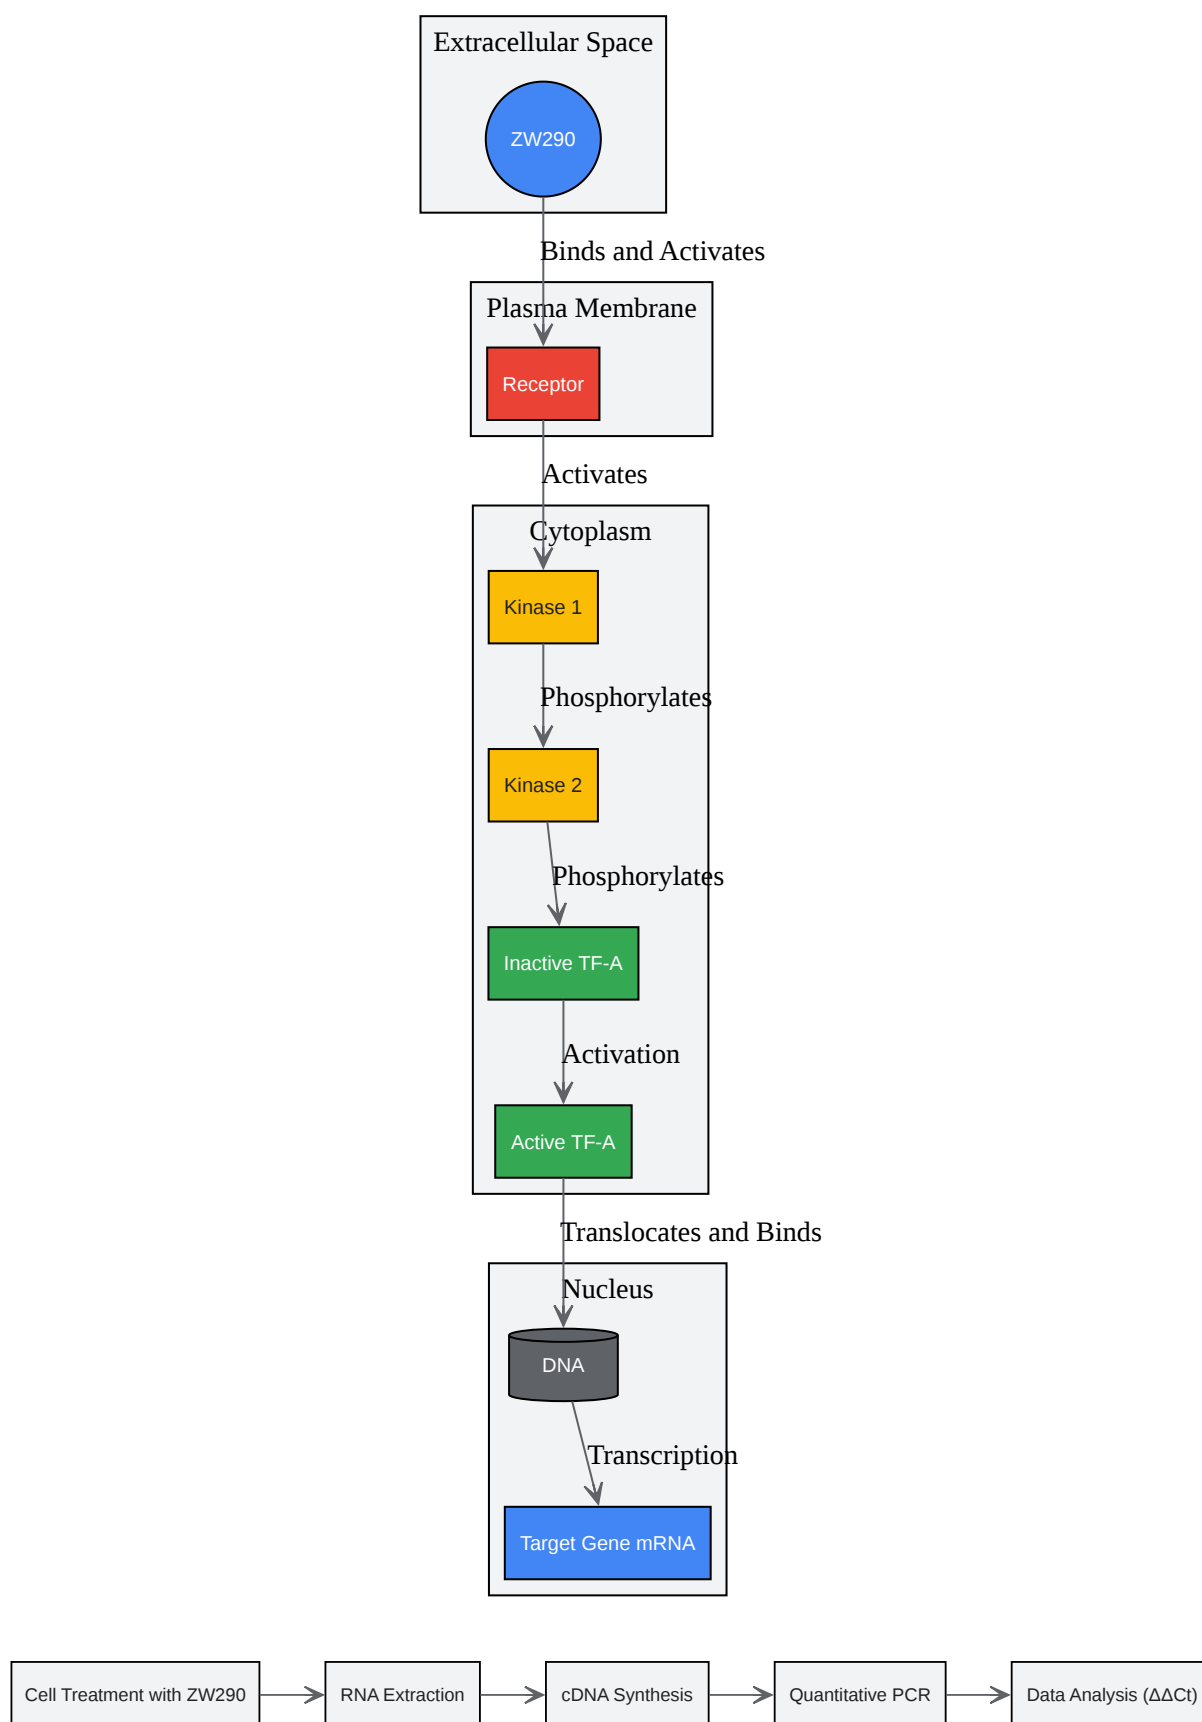 Extracellular Space
ZW290
Binds and Activates
Plasma Membrane
Receptor
Activates
Cytoplasm
Kinase 1
Phosphorylates
Kinase 2
Phosphorylates
Inactive TF-A
Activation
Active TF-A
Translocates and Binds
Nucleus
DNA
Transcription
Target Gene mRNA
Cell Treatment with ZW290
RNA Extraction
cDNA Synthesis
Quantitative PCR
Data Analysis (ΔΔCt)